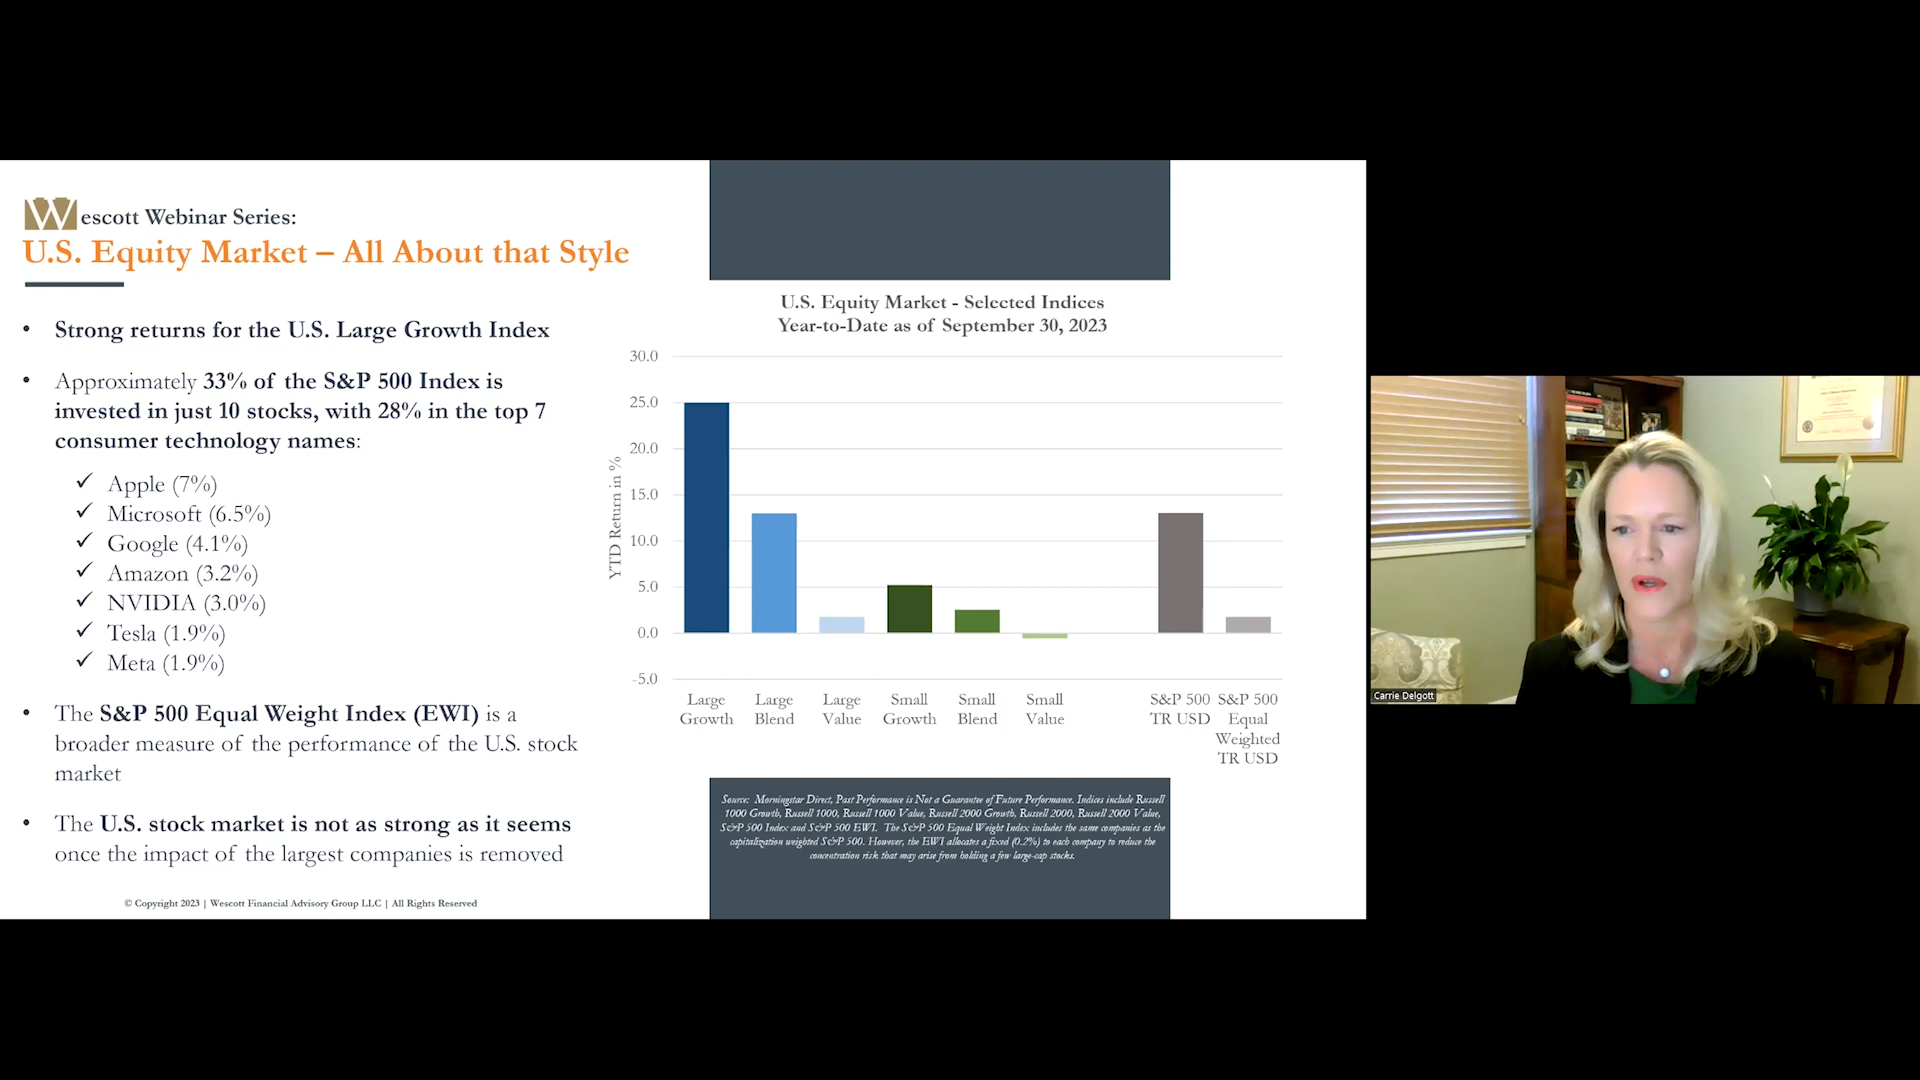 Wescott Webinar Series:
U.S. Equity Market – All About that Style
• Strong returns for the U.S. Large Growth Index
• Approximately 33% of the S&P 500 Index is
invested in just 10 stocks, with 28% in the top 7
consumer technology names:
✓ Apple (7%)
✓ Microsoft (6.5%)
✓ Google (4.1%)
✓ Amazon (3.2%)
✓ NVIDIA (3.0%)
✓ Tesla (1.9%)
✓ Meta (1.9%)
• The S&P 500 Equal Weight Index (EWI) is a
broader measure of the performance of the U.S. stock
market
• The U.S. stock market is not as strong as it seems
once the impact of the largest companies is removed
© Copyright 2023 | Wescott Financial Advisory Group LLC | All Rights Reserved
U.S. Equity Market - Selected Indices
Year-to-Date as of September 30, 2023
YTD Return in %
30.0
25.0
20.0
15.0
10.0
5.0
0.0
-5.0
Large Growth
Large Blend
Large Value
Small Growth
Small Blend
Small Value
S&P 500 TR USD
S&P 500 Equal Weighted TR USD
Source: Morningstar Direct, Past Performance is Not a Guarantee of Future Performance. Indices include Russell
1000 Growth, Russell 1000, Russell 1000 Value, Russell 2000 Growth, Russell 2000, Russell 2000 Value,
S&P 500 Index and S&P 500 EWI. The S&P 500 Equal Weight Index includes the same companies as the
capitalization weighted S&P 500. However, the EWI allocates a fixed (0.2%) to each company to reduce the
concentration risk that may arise from holding a few large-cap stocks.
Carrie Delgott